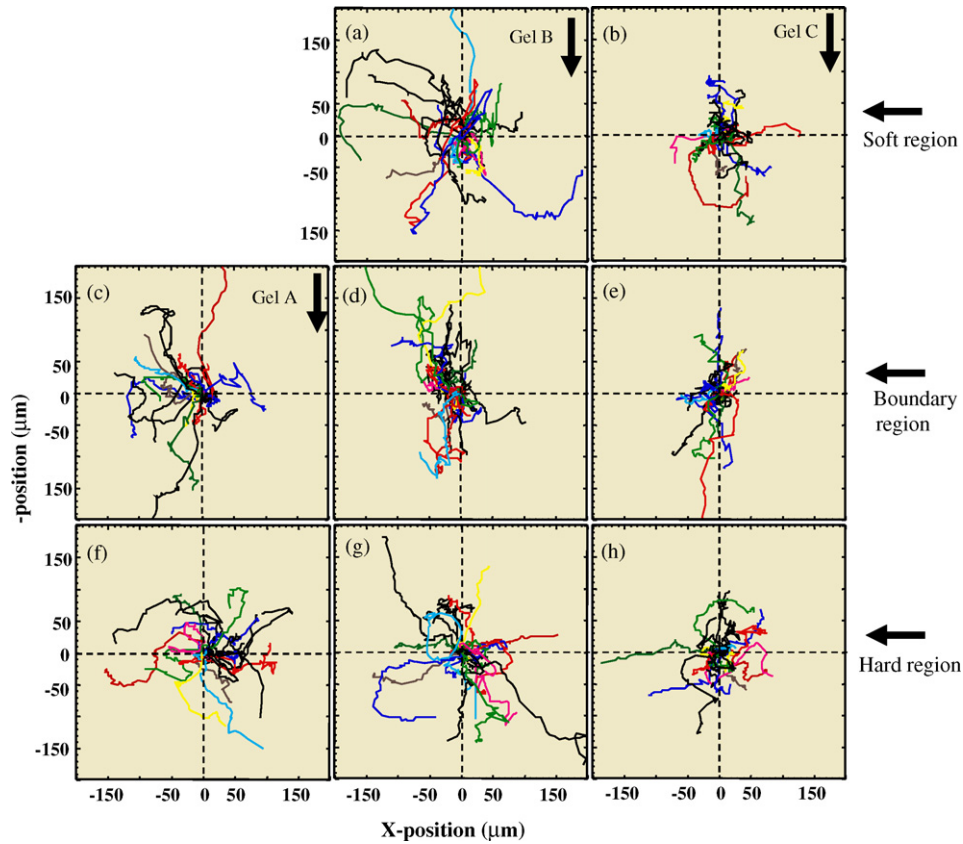 (a)
Gel B
(b)
Gel C
150
50
0
-50
150
Soft region
(c)
Gel A
(d)
(e)
150
50
0
-50
150
Boundary
region
(f)
(g)
(h)
150
50
0
-50
-150
Hard region
-position (μm)
-150 -50 0 50 150
-150 -50 0 50 150
-150 -50 0 50 150
X-position (μm)